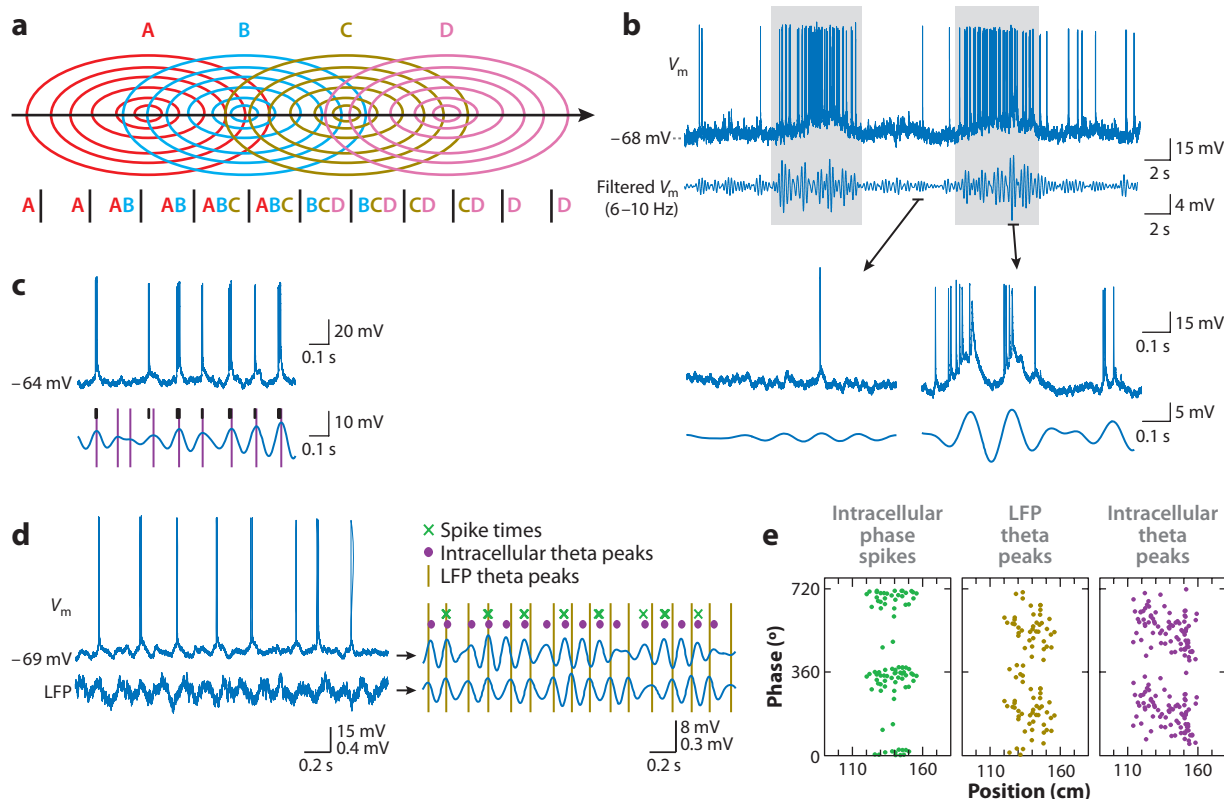 a
A B C D
A A AB AB ABC ABC BCD BCD CD CD D D
b
Vm
−68 mV
15 mV
2 s
Filtered Vm
(6–10 Hz)
4 mV
2 s
15 mV
0.1 s
5 mV
0.1 s
c
20 mV
0.1 s
−64 mV
10 mV
0.1 s
d
Vm
−69 mV
LFP
15 mV
0.4 mV
0.2 s
Spike times
Intracellular theta peaks
LFP theta peaks
8 mV
0.3 mV
0.2 s
e
Intracellular
phase
spikes
LFP
theta
peaks
Intracellular
theta
peaks
Phase (º)
720
360
0
110 160 110 160 110 160
Position (cm)